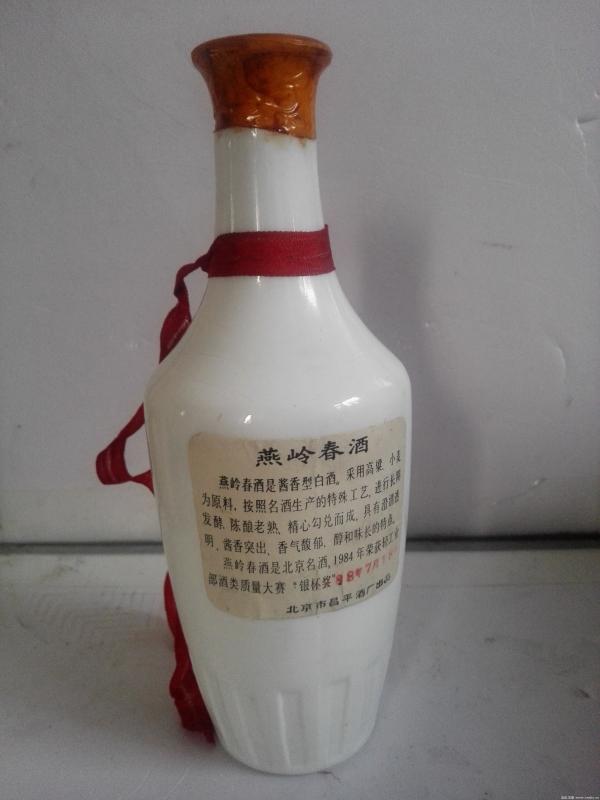 燕岭春酒
燕岭春酒是酱香型白酒。采用高粱、小麦
为原料，按照名酒生产的特殊工艺，进行长期
发酵，陈酿老熟，精心勾兑而成，具有澄清透
明，酱香突出，香气馥郁，醇和味长的特点。
燕岭春酒是北京名酒，1984年荣获轻工业
部酒类质量大赛“银杯奖”
北京市昌平酒厂出品